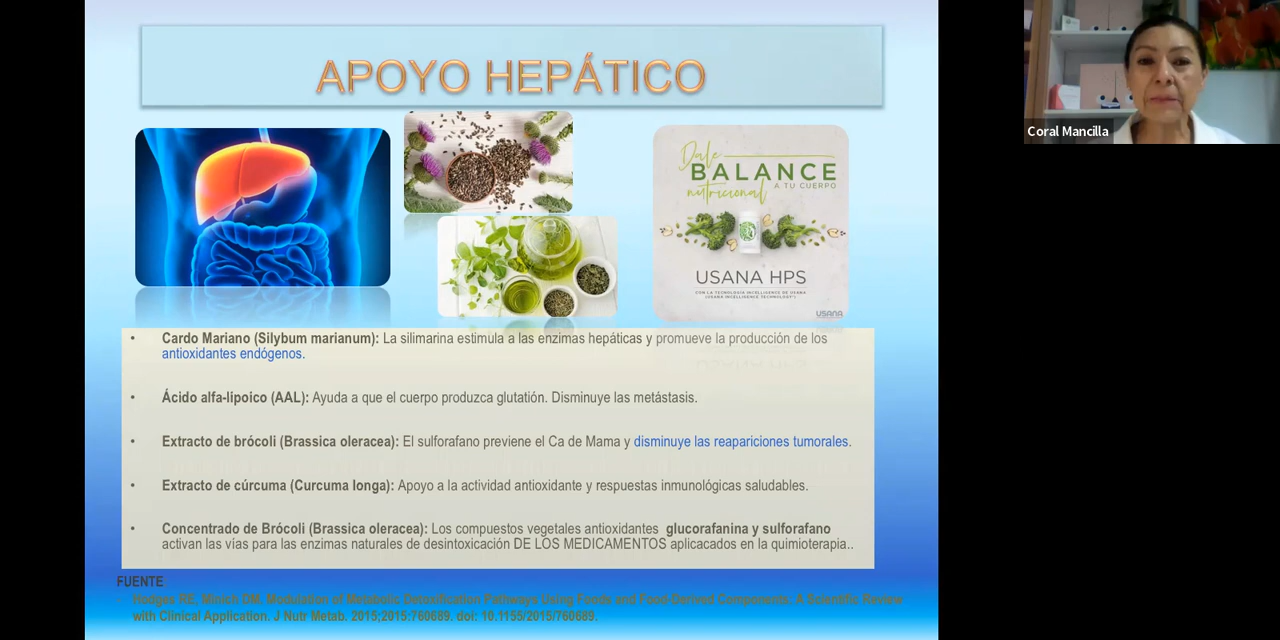 APOYO HEPÁTICO
Coral Mancilla
Dale
BALANCE
A TU CUERPO
nutricional
USANA HPS
CON LA TECNOLOGÍA INCELLIGENCE DE USANA
(USANA INCELLIGENCE TECHNOLOGY™)
USANA
• Cardo Mariano (Silybum marianum): La silimarina estimula a las enzimas hepáticas y promueve la producción de los
antioxidantes endógenos.
• Ácido alfa-lipoico (AAL): Ayuda a que el cuerpo produzca glutatión. Disminuye las metástasis.
• Extracto de brócoli (Brassica oleracea): El sulforafano previene el Ca de Mama y disminuye las reapariciones tumorales.
• Extracto de cúrcuma (Curcuma longa): Apoyo a la actividad antioxidante y respuestas inmunológicas saludables.
• Concentrado de Brócoli (Brassica oleracea): Los compuestos vegetales antioxidantes glucorafanina y sulforafano
activan las vías para las enzimas naturales de desintoxicación DE LOS MEDICAMENTOS aplicacados en la quimioterapia..
FUENTE
Hodges RE, Minich DM. Modulation of Metabolic Detoxification Pathways Using Foods and Food-Derived Components. A Scientific Review
with Clinical Application. J Nutr Metab. 2015;2015:760689. doi: 10.1155/2015/760689.